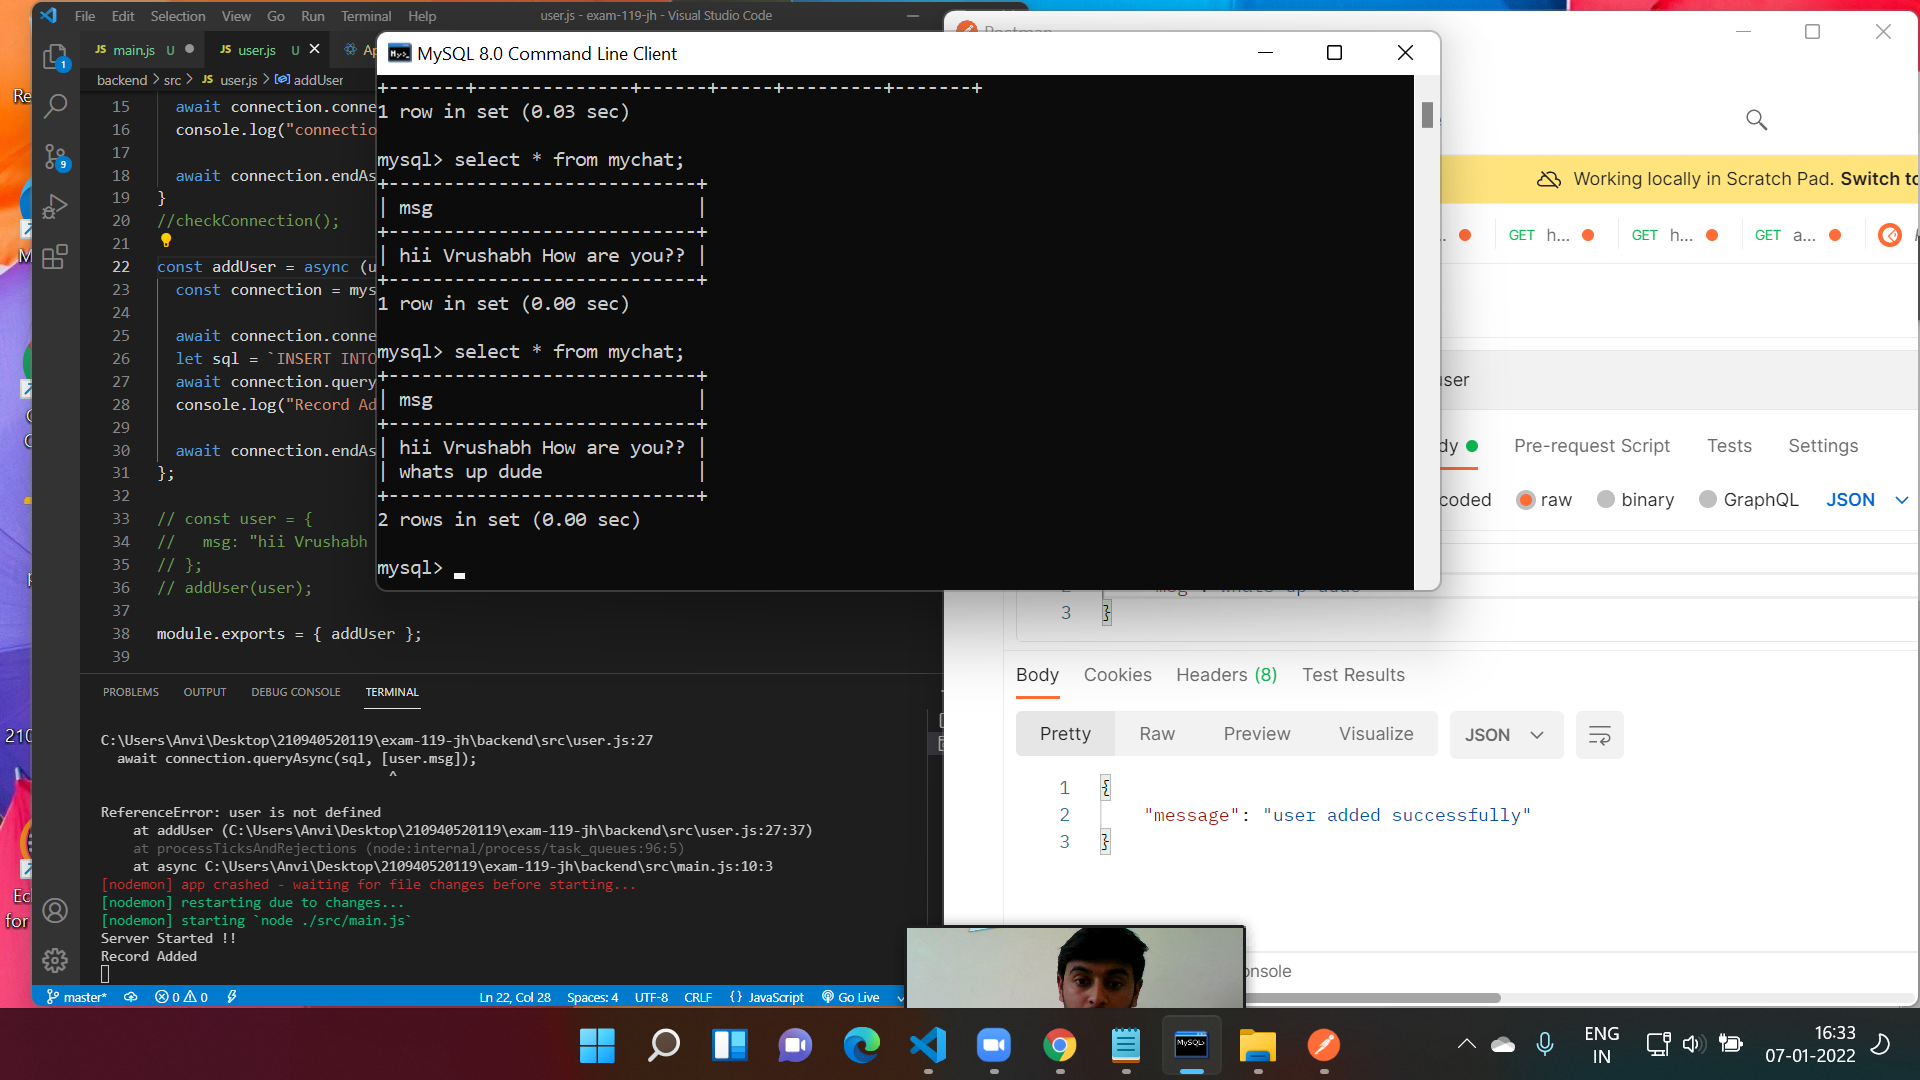 File Edit Selection View Go Run Terminal Help
user.js - exam-119-jh - Visual Studio Code
JS main.js U
JS user.js U
backend > src > JS user.js > addUser
15 await connection.conne
16 console.log("connectio
17
18 await connection.endAs
19 }
20 //checkConnection();
21
22 const addUser = async (u
23 const connection = mys
24
25 await connection.conne
26 let sql = `INSERT INTO
27 await connection.query
28 console.log("Record Ad
29
30 await connection.endAs
31 };
32
33 // const user = {
34 // msg: "hii Vrushabh
35 // };
36 // addUser(user);
37
38 module.exports = { addUser };
39
PROBLEMS OUTPUT DEBUG CONSOLE TERMINAL
C:\Users\Anvi\Desktop\210940520119\exam-119-jh\backend\src\user.js:27
await connection.queryAsync(sql, [user.msg]);
^
ReferenceError: user is not defined
at addUser (C:\Users\Anvi\Desktop\210940520119\exam-119-jh\backend\src\user.js:27:37)
at processTicksAndRejections (node:internal/process/task_queues:96:5)
at async C:\Users\Anvi\Desktop\210940520119\exam-119-jh\backend\src\main.js:10:3
[nodemon] app crashed - waiting for file changes before starting...
[nodemon] restarting due to changes...
[nodemon] starting `node ./src/main.js`
Server Started !!
Record Added
master* 0 0 Ln 22, Col 28 Spaces: 4 UTF-8 CRLF {} JavaScript Go Live
MySQL 8.0 Command Line Client
+-------+--------------+------+-----+---------+-------+
1 row in set (0.03 sec)
mysql> select * from mychat;
+----------------------------+
| msg |
+----------------------------+
| hii Vrushabh How are you?? |
+----------------------------+
1 row in set (0.00 sec)
mysql> select * from mychat;
+----------------------------+
| msg |
+----------------------------+
| hii Vrushabh How are you?? |
| whats up dude |
+----------------------------+
2 rows in set (0.00 sec)
mysql>
Postman
Working locally in Scratch Pad. Switch to
GET h... GET h... GET a...
user
dy Pre-request Script Tests Settings
coded raw binary GraphQL JSON
3 }
Body Cookies Headers (8) Test Results
Pretty Raw Preview Visualize JSON
1 {
2 "message": "user added successfully"
3 }
onsole
ENG
IN
16:33
07-01-2022